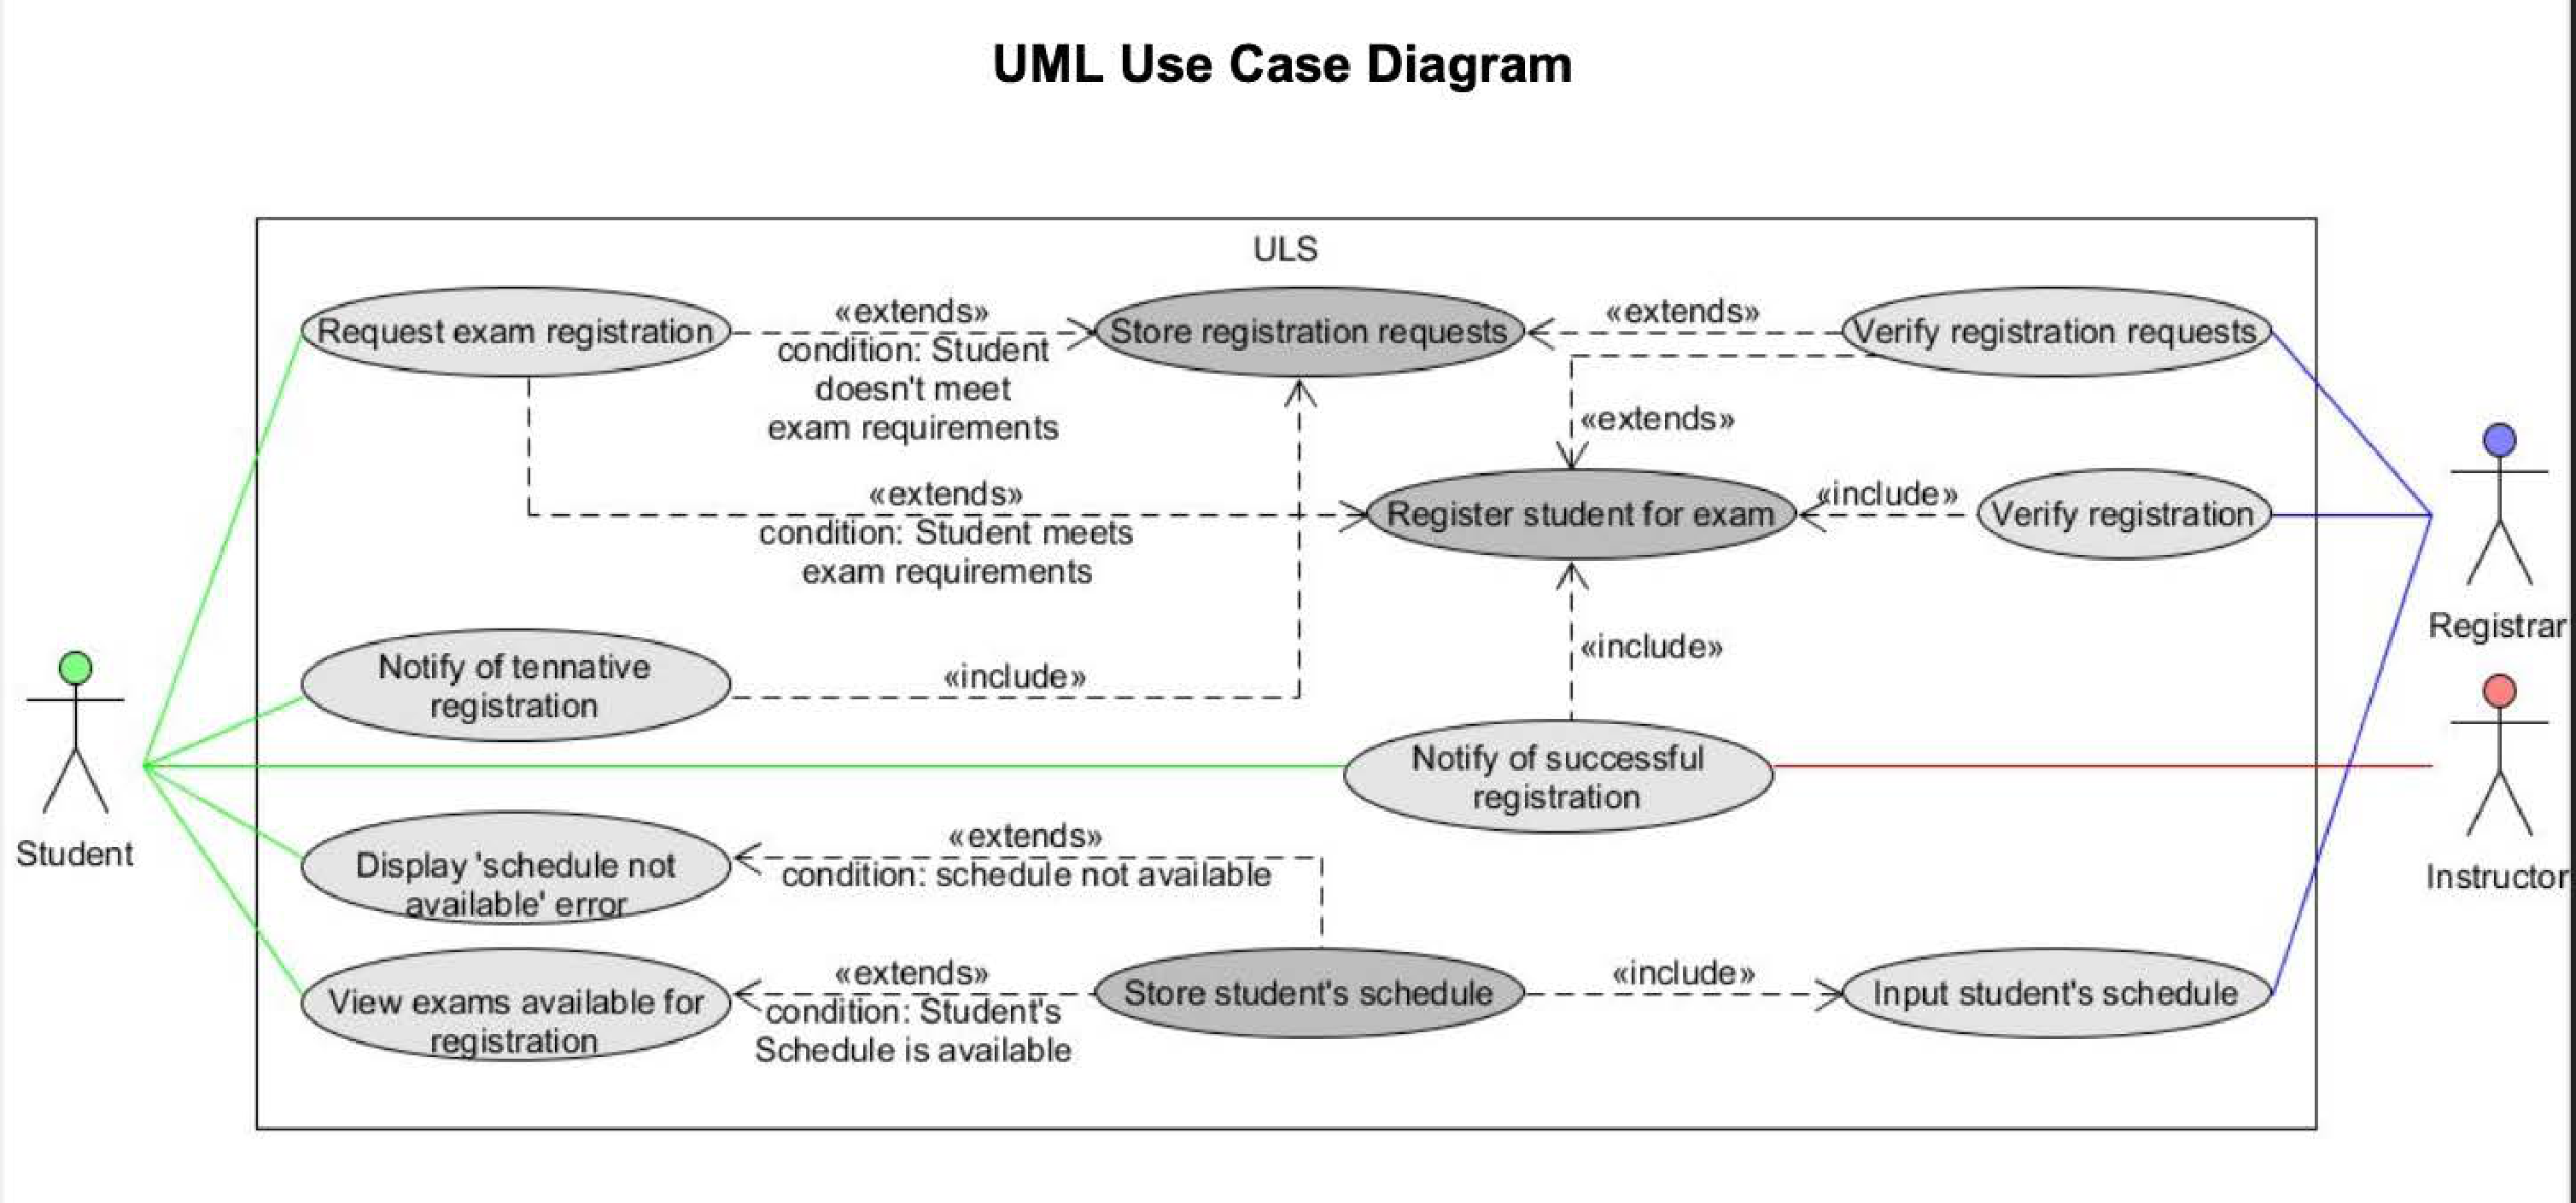 UML Use Case Diagram
ULS
Request exam registration
«extends»
condition: Student
doesn't meet
exam requirements
Store registration requests
«extends»
Verify registration requests
«extends»
«extends»
condition: Student meets
exam requirements
Register student for exam
«include»
Verify registration
Registrar
Notify of tennative
registration
«include»
«include»
Notify of successful
registration
Student
Instructor
Display 'schedule not
available' error
«extends»
condition: schedule not available
View exams available for
registration
«extends»
condition: Student's
Schedule is available
Store student's schedule
«include»
Input student's schedule